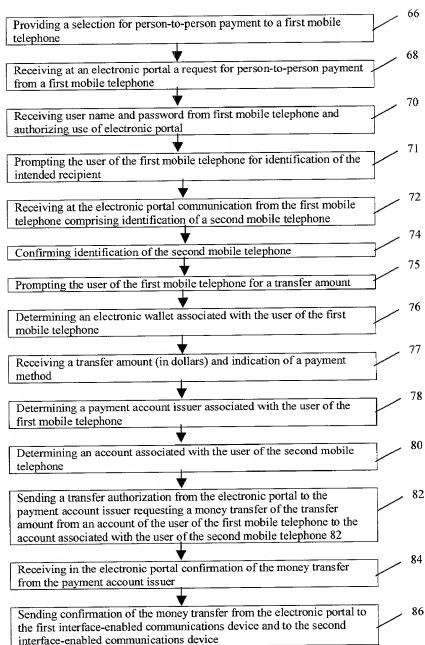 Providing a selection for person-to-person payment to a first mobile
telephone
66
Receiving at an electronic portal a request for person-to-person payment
from a first mobile telephone
68
Receiving user name and password from first mobile telephone and
authorizing use of electronic portal
70
Prompting the user of the first mobile telephone for identification of the
intended recipient
71
Receiving at the electronic portal communication from the first mobile
telephone comprising identification of a second mobile telephone
72
Confirming identification of the second mobile telephone
74
Prompting the user of the first mobile telephone for a transfer amount
75
Determining an electronic wallet associated with the user of the first
mobile telephone
76
Receiving a transfer amount (in dollars) and indication of a payment
method
77
Determining a payment account issuer associated with the user of the
first mobile telephone
78
Determining an account associated with the user of the second mobile
telephone
80
Sending a transfer authorization from the electronic portal to the
payment account issuer requesting a money transfer of the transfer
amount from an account of the user of the first mobile telephone to the
account associated with the user of the second mobile telephone 82
82
Receiving in the electronic portal confirmation of the money transfer
from the payment account issuer
84
Sending confirmation of the money transfer from the electronic portal to
the first interface-enabled communications device and to the second
interface-enabled communications device
86